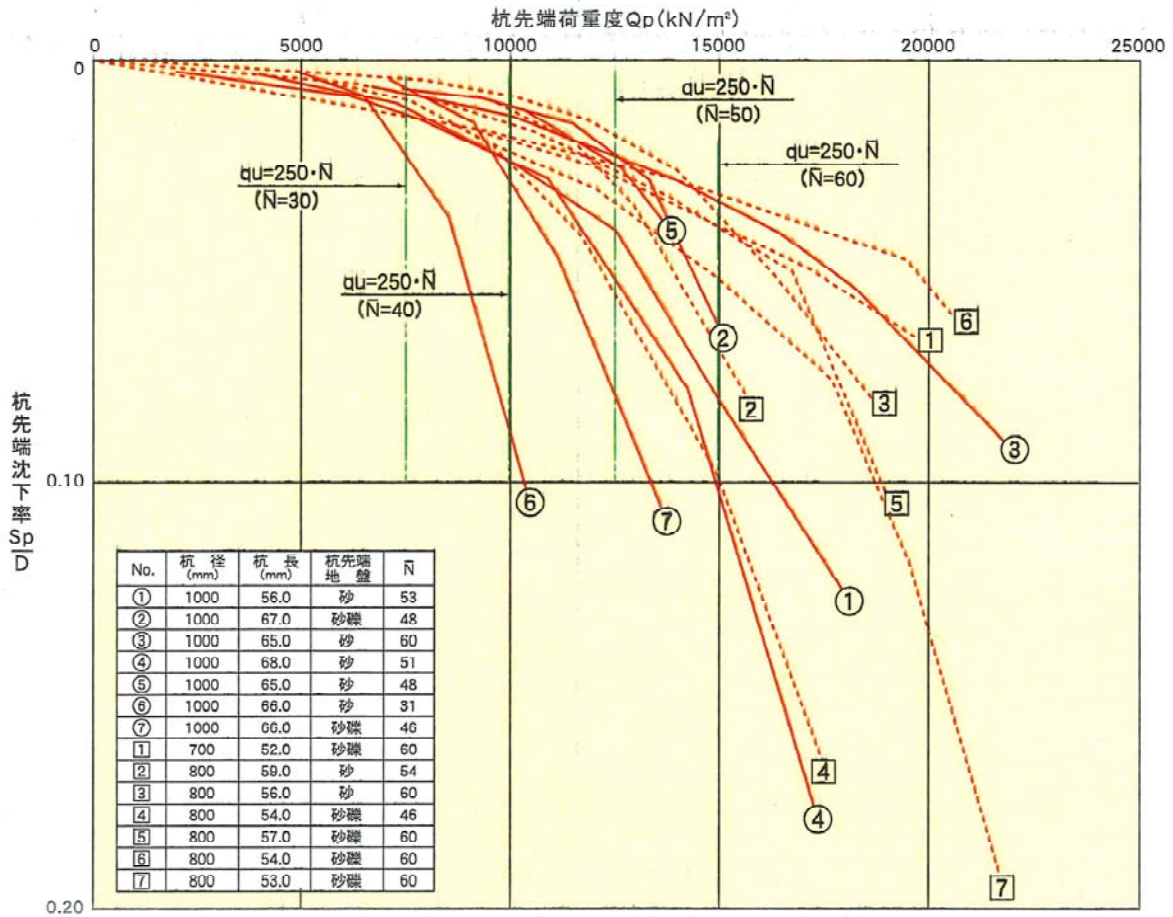 杭先端荷重度Qp(kN/m²)
0 5000 10000 15000 20000 25000
0
qu=250・N̄
(N̄=50)
qu=250・N̄
(N̄=60)
qu=250・N̄
(N̄=30)
⑤
qu=250・N̄
(N̄=40)
6
②
1
2
3
杭先端沈下率Sp/D
③
0.10
⑥
⑦
5
①
4
④
7
No. 杭径(mm) 杭長(mm) 杭先端地盤 N̄
① 1000 56.0 砂 53
② 1000 67.0 砂礫 48
③ 1000 65.0 砂 60
④ 1000 68.0 砂 51
⑤ 1000 65.0 砂 48
⑥ 1000 66.0 砂 31
⑦ 1000 66.0 砂礫 46
1 700 52.0 砂礫 60
2 800 59.0 砂 54
3 800 56.0 砂 60
4 800 54.0 砂礫 46
5 800 57.0 砂礫 60
6 800 54.0 砂礫 60
7 800 53.0 砂礫 60
0.20